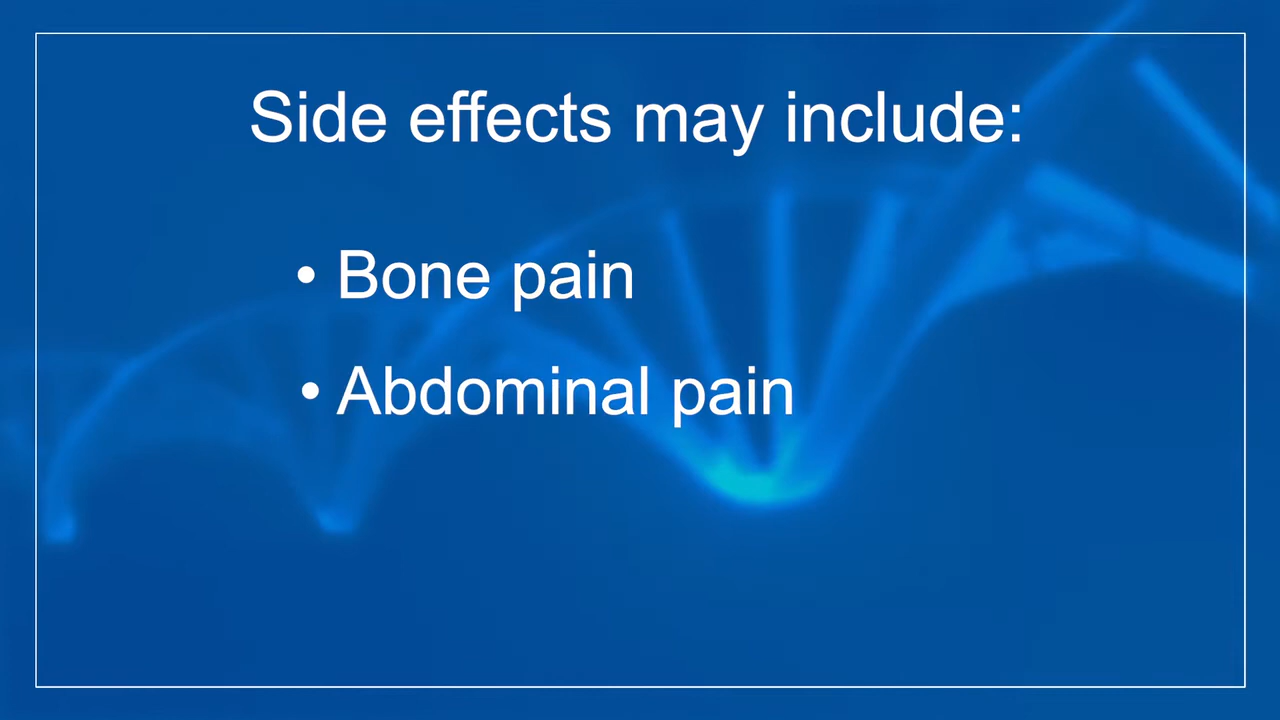 Side effects may include:
• Bone pain
• Abdominal pain